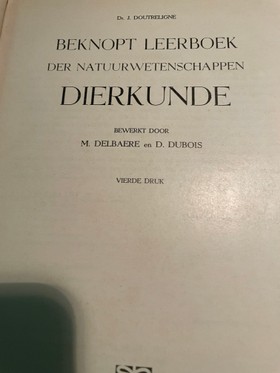 Dr. J. DOUTRELIGNE
BEKNOPT LEERBOEK
DER NATUURWETENSCHAPPEN
DIERKUNDE
BEWERKT DOOR
M. DELBAERE en D. DUBOIS
VIERDE DRUK